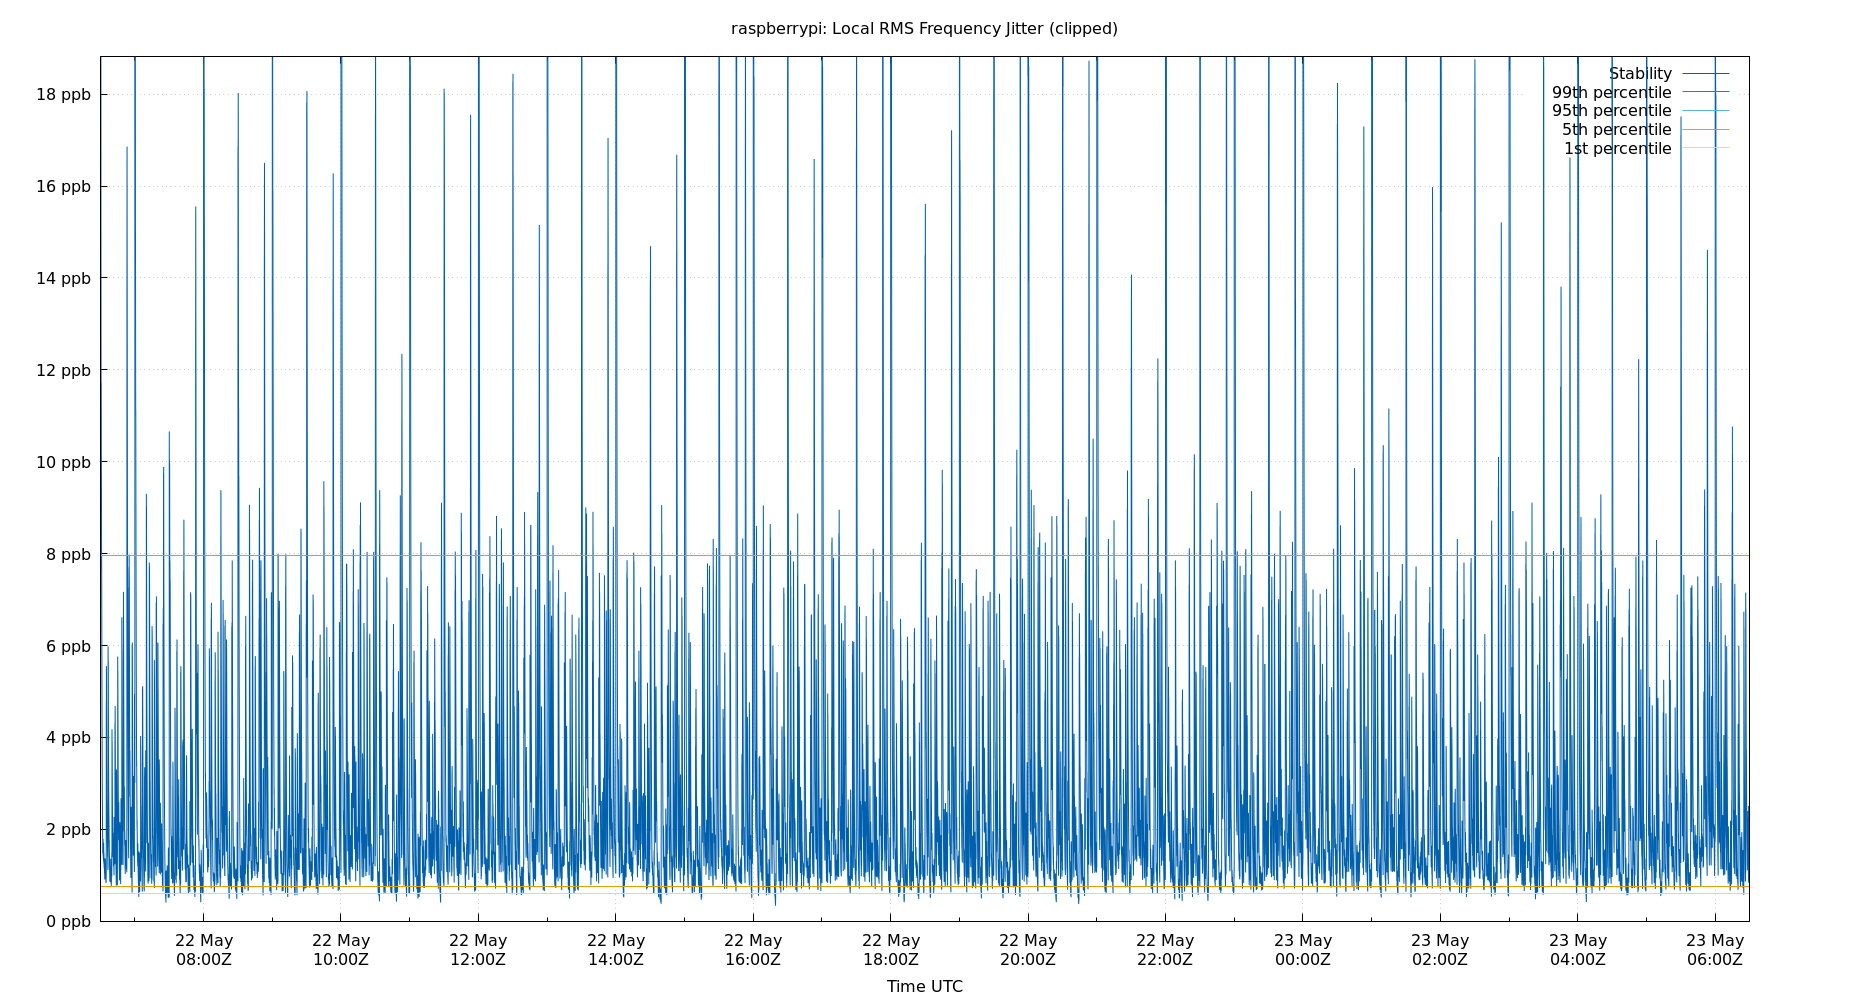 raspberrypi: Local RMS Frequency Jitter (clipped)
Stability
99th percentile
95th percentile
5th percentile
1st percentile
18 ppb
16 ppb
14 ppb
12 ppb
10 ppb
8 ppb
6 ppb
4 ppb
2 ppb
0 ppb
22 May
08:00Z
22 May
10:00Z
22 May
12:00Z
22 May
14:00Z
22 May
16:00Z
22 May
18:00Z
22 May
20:00Z
22 May
22:00Z
23 May
00:00Z
23 May
02:00Z
23 May
04:00Z
23 May
06:00Z
Time UTC